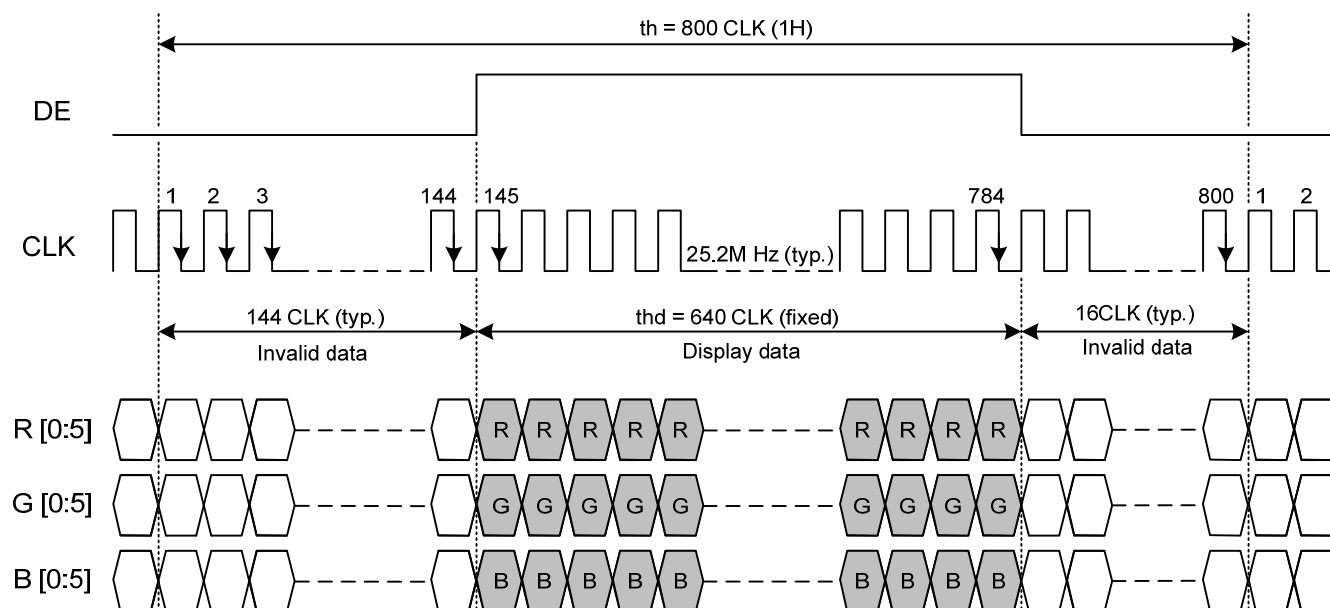 th = 800 CLK (1H)
DE
1 2 3 144 145 784 800 1 2
CLK
25.2M Hz (typ.)
144 CLK (typ.) thd = 640 CLK (fixed) 16CLK (typ.)
Invalid data Display data Invalid data
R [0:5] R R R R R R R R R
G [0:5] G G G G G G G G G
B [0:5] B B B B B B B B B